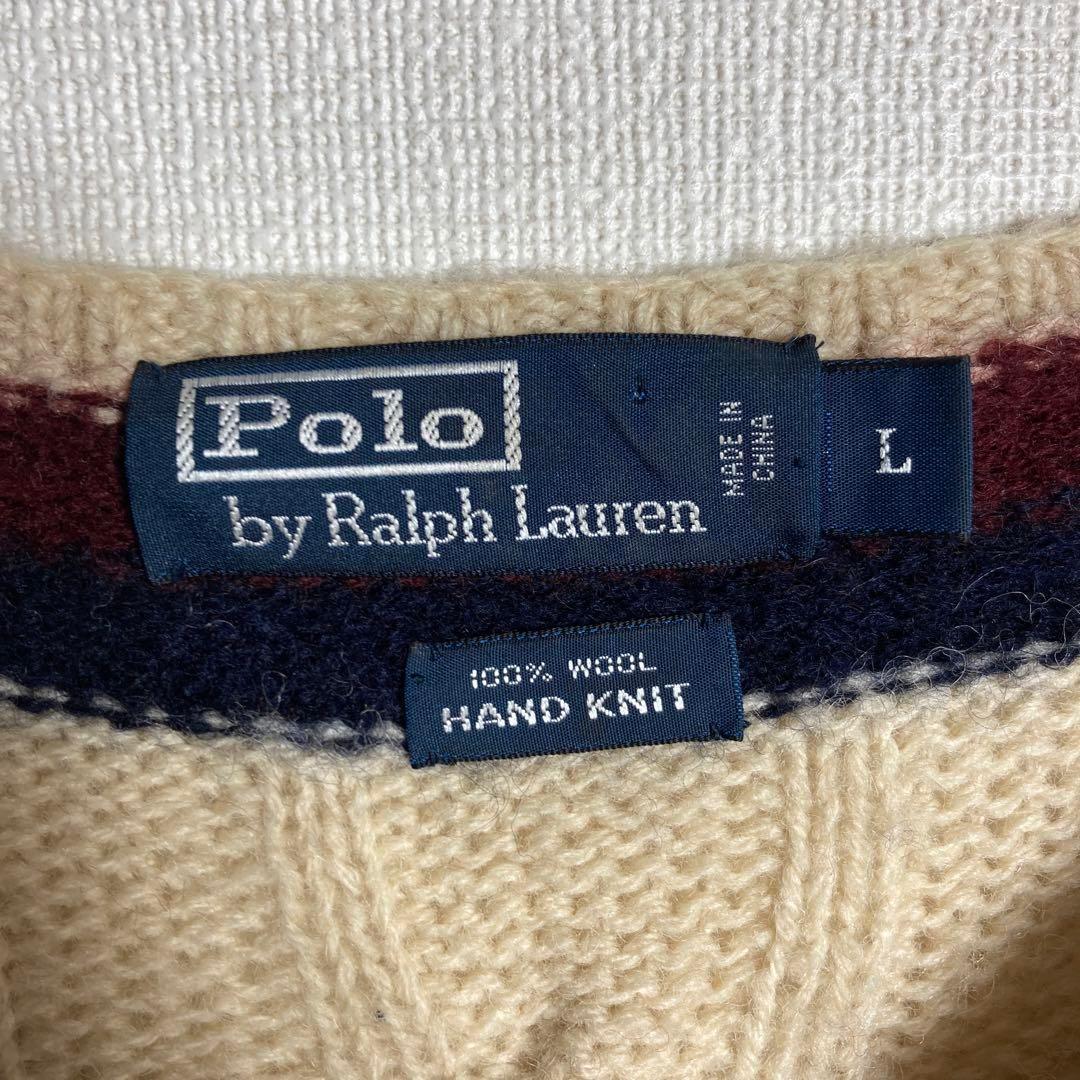 Polo
by Ralph Lauren
MADE IN
CHINA
L
100% WOOL
HAND KNIT